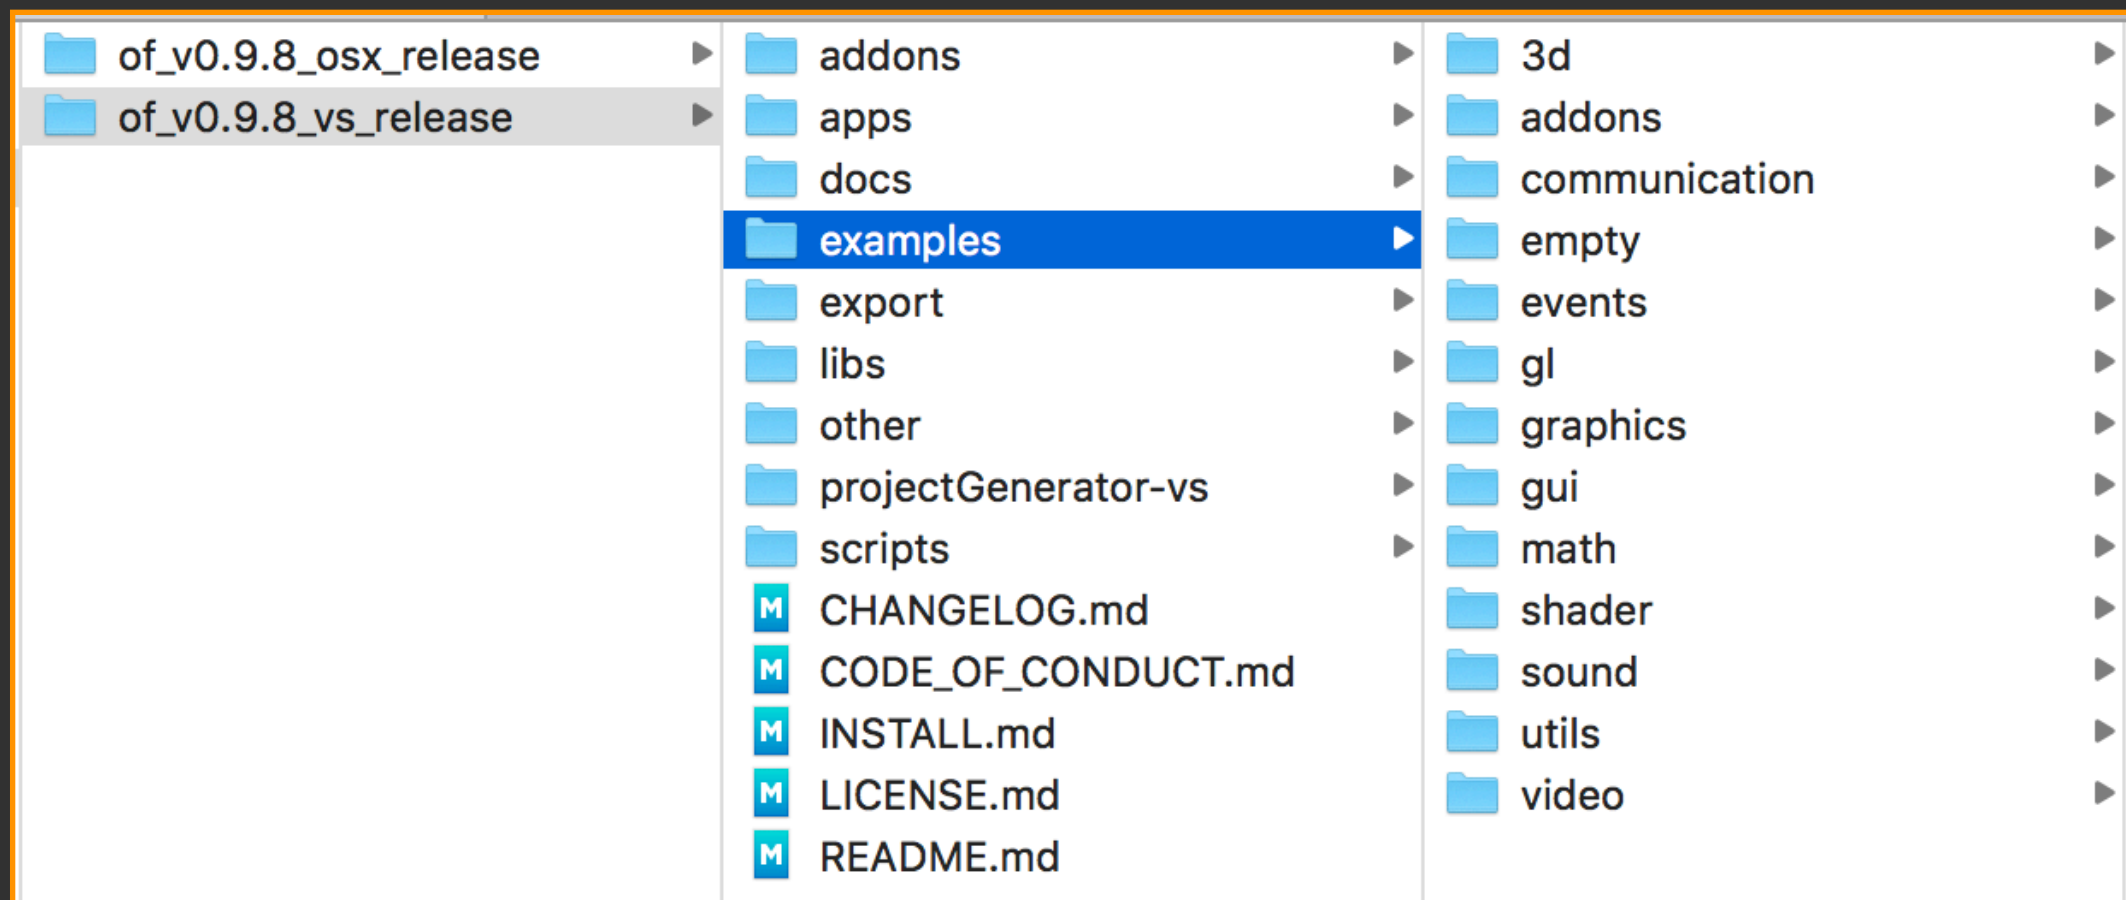 of_v0.9.8_osx_release
of_v0.9.8_vs_release
addons
apps
docs
examples
export
libs
other
projectGenerator-vs
scripts
M CHANGELOG.md
M CODE_OF_CONDUCT.md
M INSTALL.md
M LICENSE.md
M README.md
3d
addons
communication
empty
events
gl
graphics
gui
math
shader
sound
utils
video